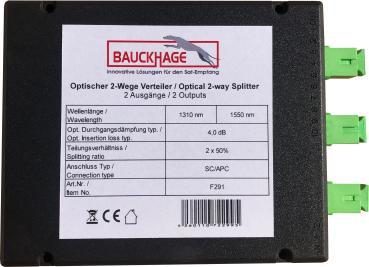 BAUCKHAGE
Innovative Lösungen für den Sat-Empfang
Optischer 2-Wege Verteiler / Optical 2-way Splitter
2 Ausgänge / 2 Outputs
Wellenlänge / Wavelength 1310 nm 1550 nm
Opt. Durchgangsdämpfung typ. / Opt. Insertion loss typ. 4,0 dB
Teilungsverhältniss / Splitting ratio 2 x 50%
Anschluss Typ / Connection type SC/APC
Art.Nr. / Item No. F291
CE